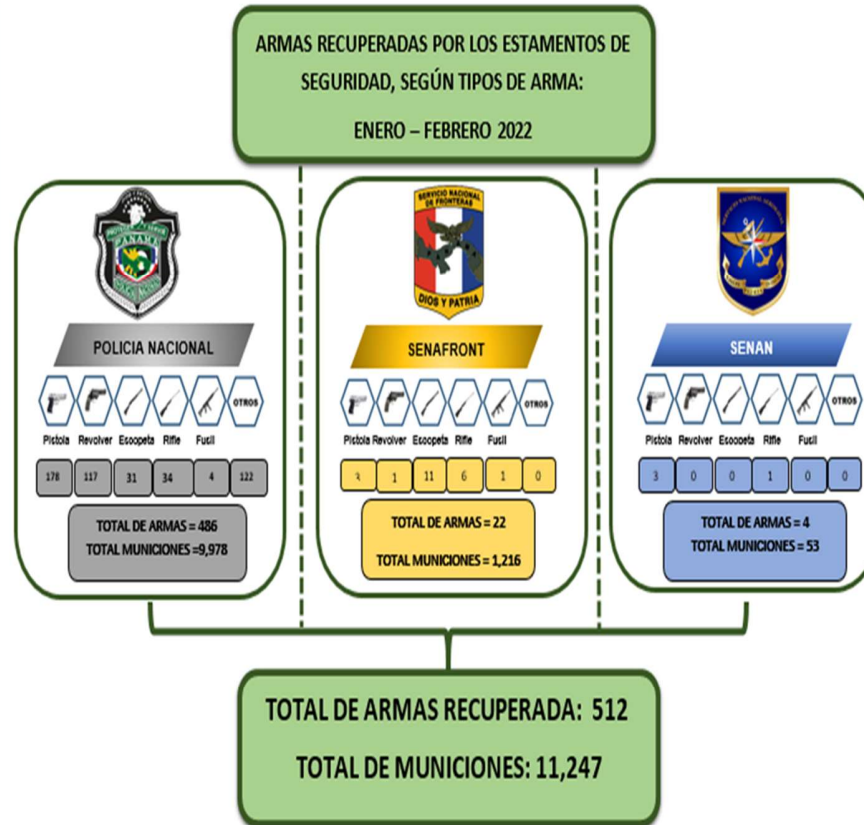 ARMAS RECUPERADAS POR LOS ESTAMENTOS DE
SEGURIDAD, SEGÚN TIPOS DE ARMA:
ENERO – FEBRERO 2022
PANAMA
POLICIA NACIONAL
OTROS
Pistola Revolver Escopeta Rifle Fusil
178 117 31 34 4 122
TOTAL DE ARMAS = 486
TOTAL MUNICIONES =9,978
SERVICIO NACIONAL
DE FRONTERAS
DIOS Y PATRIA
SENAFRONT
OTROS
Pistola Revolver Escopeta Rifle Fusil
1 11 6 1 0
TOTAL DE ARMAS = 22
TOTAL MUNICIONES = 1,216
SENAN
OTROS
Pistola Revolver Escopeta Rifle Fusil
3 0 0 1 0 0
TOTAL DE ARMAS = 4
TOTAL MUNICIONES = 53
TOTAL DE ARMAS RECUPERADA: 512
TOTAL DE MUNICIONES: 11,247